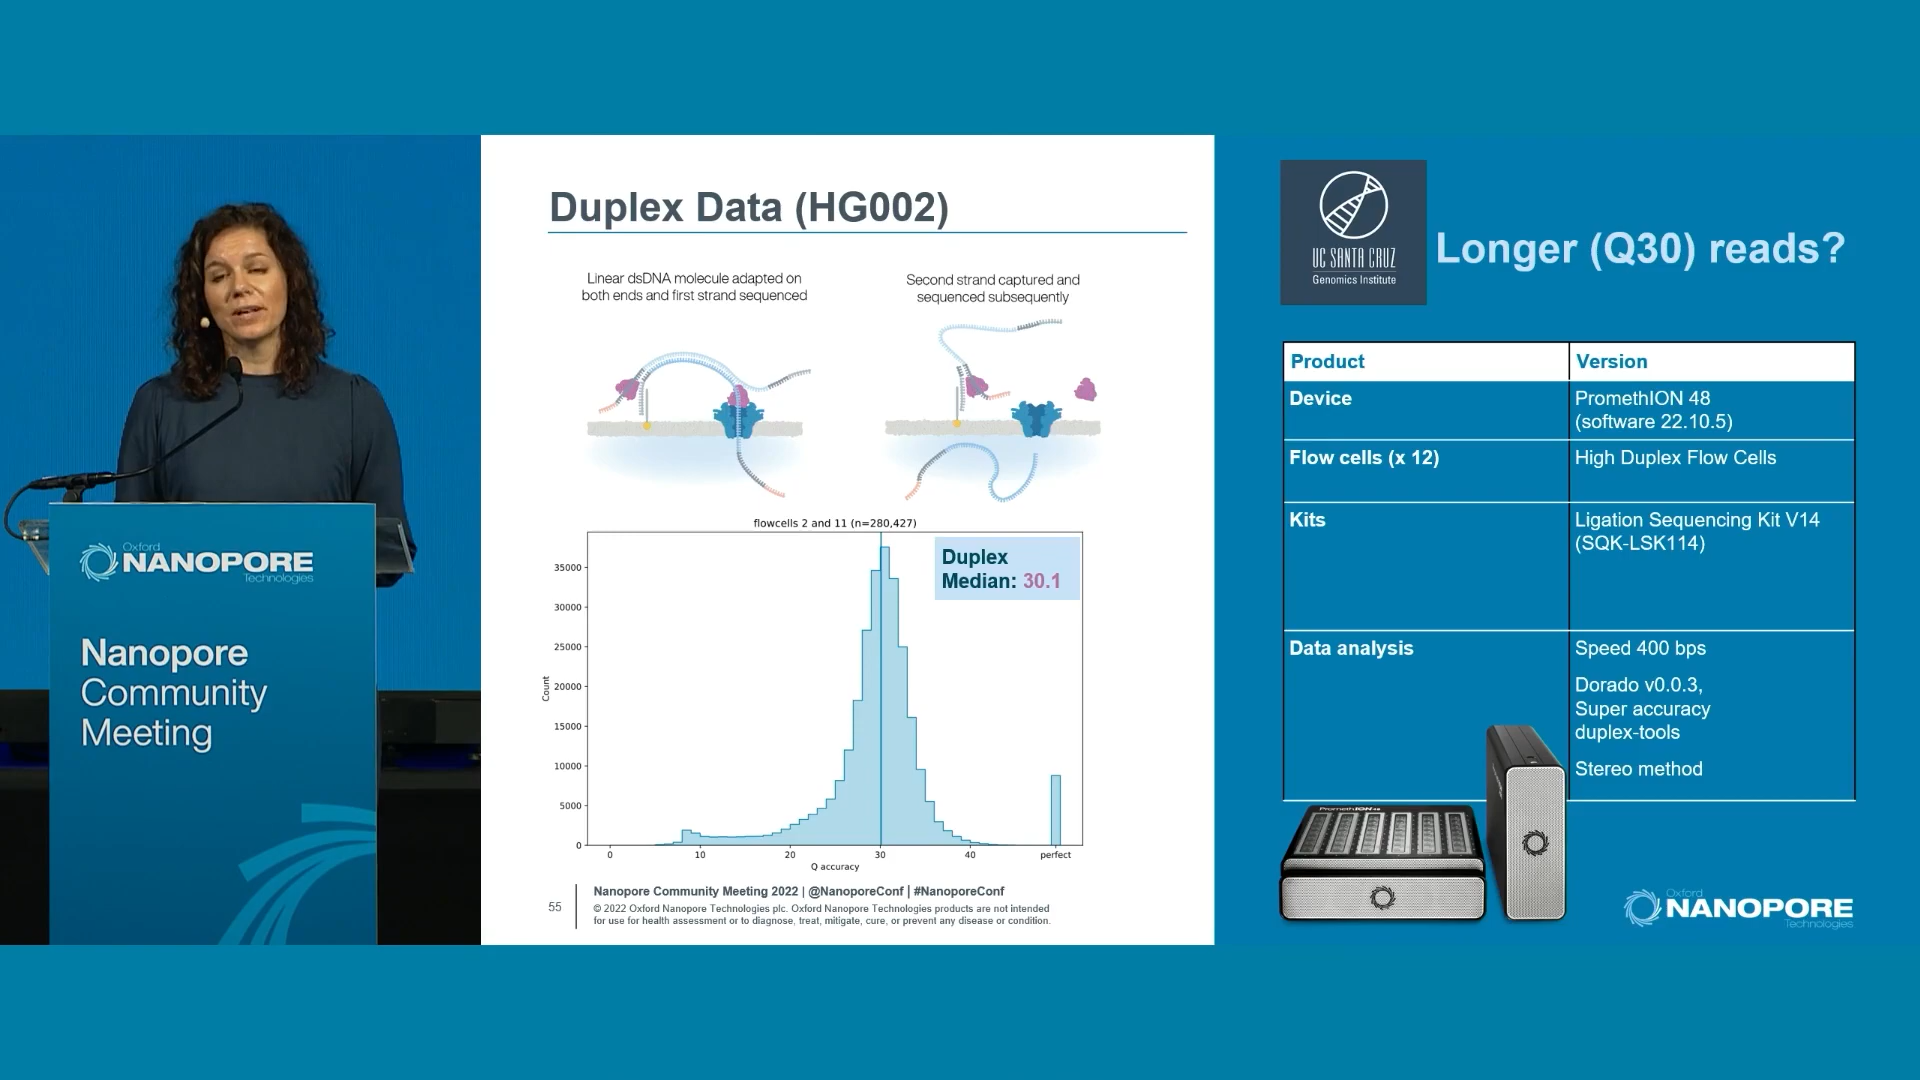 Oxford
NANOPORE
Technologies
Nanopore
Community
Meeting
Duplex Data (HG002)
Linear dsDNA molecule adapted on
both ends and first strand sequenced
Second strand captured and
sequenced subsequently
flowcells 2 and 11 (n=280,427)
Duplex
Median: 30.1
Count
35000
30000
25000
20000
15000
10000
5000
0
0 10 20 30 40 perfect
Q accuracy
55
Nanopore Community Meeting 2022 | @NanoporeConf | #NanoporeConf
© 2022 Oxford Nanopore Technologies plc. Oxford Nanopore Technologies products are not intended
for use for health assessment or to diagnose, treat, mitigate, cure, or prevent any disease or condition.
UC SANTA CRUZ
Genomics Institute
Longer (Q30) reads?
Product Version
Device PromethION 48
(software 22.10.5)
Flow cells (x 12) High Duplex Flow Cells
Kits Ligation Sequencing Kit V14
(SQK-LSK114)
Data analysis Speed 400 bps
Dorado v0.0.3,
Super accuracy
duplex-tools
Stereo method
PromethION 48
Oxford
NANOPORE
Technologies